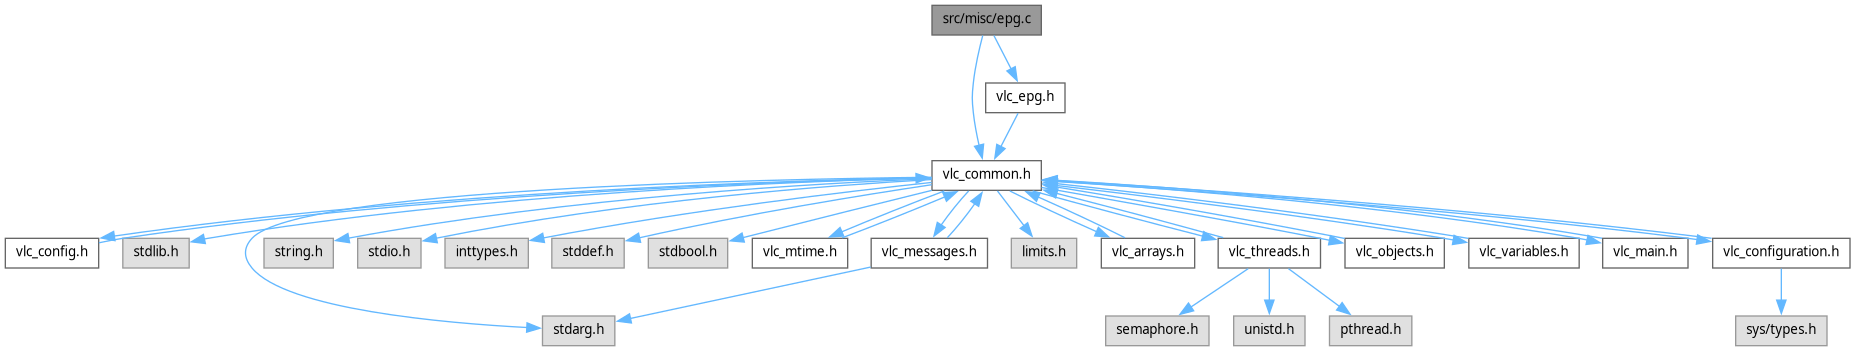 src/misc/epg.c
vlc_epg.h
vlc_common.h
vlc_config.h
stdlib.h
string.h
stdio.h
inttypes.h
stddef.h
stdbool.h
vlc_mtime.h
vlc_messages.h
limits.h
vlc_arrays.h
vlc_threads.h
vlc_objects.h
vlc_variables.h
vlc_main.h
vlc_configuration.h
stdarg.h
semaphore.h
unistd.h
pthread.h
sys/types.h